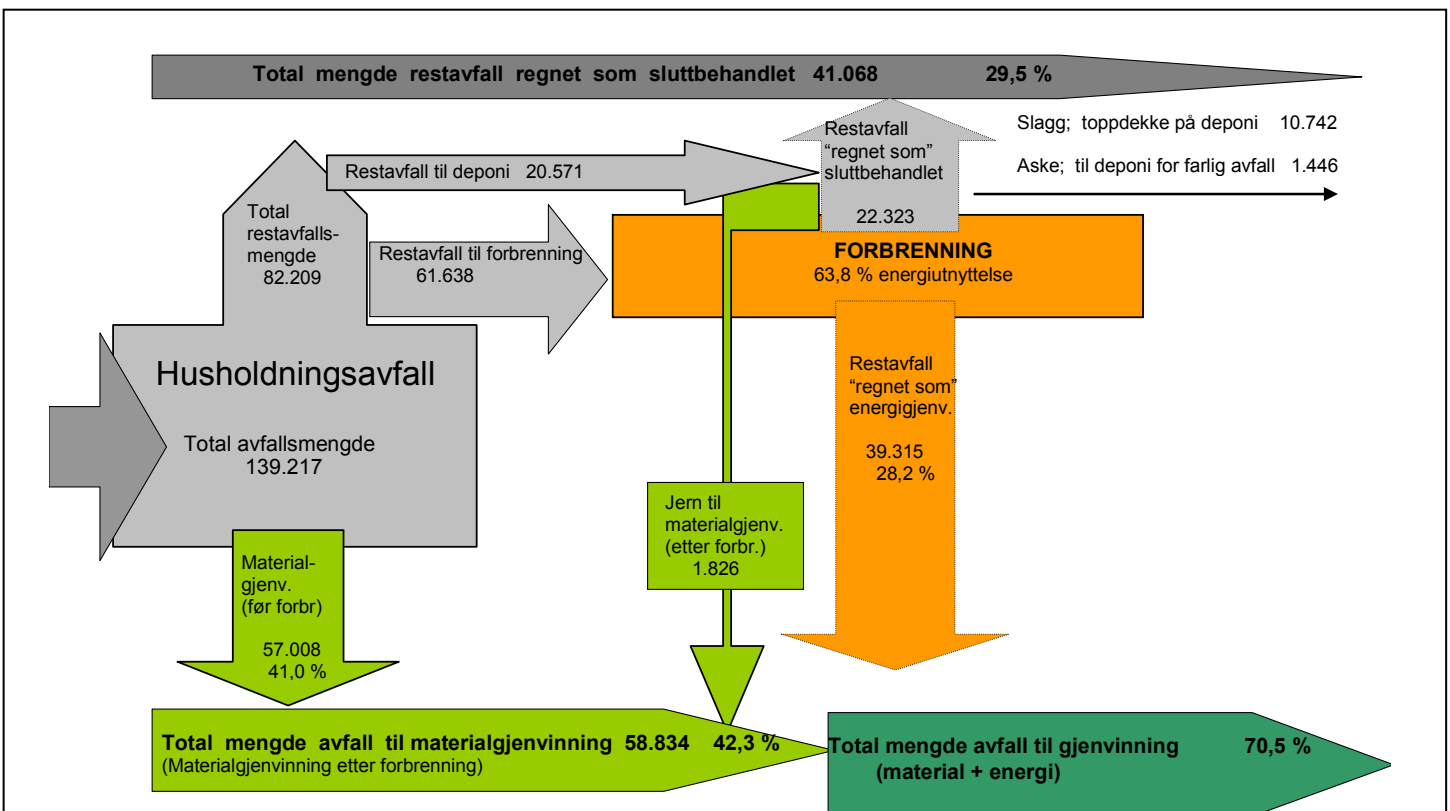 Total mengde restavfall regnet som sluttbehandlet 41.068 29,5 %
Restavfall
“regnet som”
sluttbehandlet
22.323
Slagg; toppdekke på deponi 10.742
Aske; til deponi for farlig avfall 1.446
Restavfall til deponi 20.571
Total
restavfalls-
mengde
82.209
Restavfall til forbrenning
61.638
FORBRENNING
63,8 % energiutnyttelse
Husholdningsavfall
Total avfallsmengde
139.217
Restavfall
“regnet som”
energigjenv.
39.315
28,2 %
Jern til
materialgjenv.
(etter forbr.)
1.826
Material-
gjenv.
(før forbr)
57.008
41,0 %
Total mengde avfall til materialgjenvinning 58.834 42,3 %
(Materialgjenvinning etter forbrenning)
Total mengde avfall til gjenvinning 70,5 %
(material + energi)